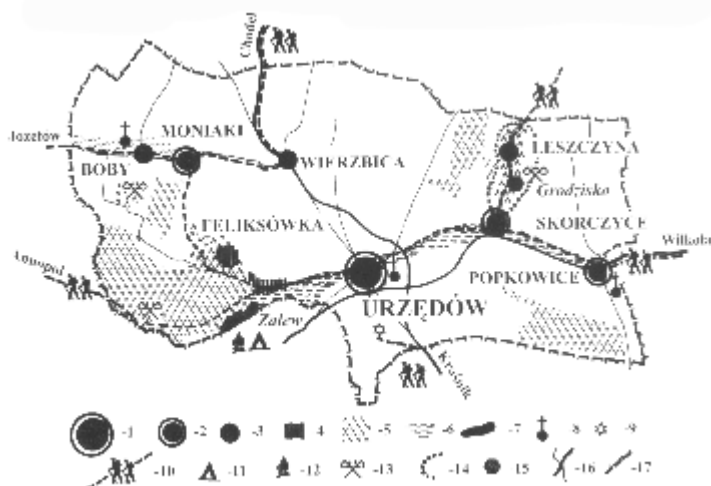 Chodel
Józefów
MONIAKI
BOBY
WIERZBICA
LESZCZYNA
Grodzisko
FELIKSÓWKA
SKORCZYCE
Annopol
POPKOWICE
URZĘDÓW
Zalew
Kraśnik
-1 -2 -3 -4 -5 -6 -7 -8 -9
-10 -11 -12 -13 -14 -15 -16 -17